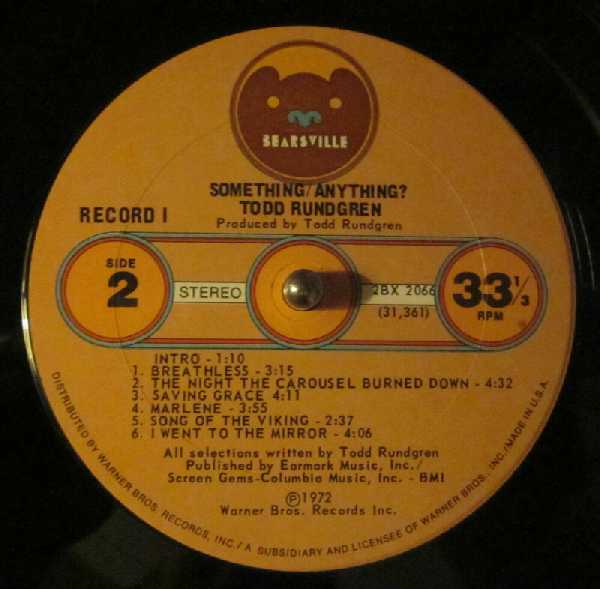 BEARSVILLE
SOMETHING/ANYTHING?
TODD RUNDGREN
RECORD I
Produced by Todd Rundgren
SIDE
2
STEREO
2BX 2066
(31,361)
33 1/3
RPM
INTRO - 1:10
1. BREATHLESS - 3:15
2. THE NIGHT THE CAROUSEL BURNED DOWN - 4:32
3. SAVING GRACE 4:11
4. MARLENE - 3:55
5. SONG OF THE VIKING - 2:37
6. I WENT TO THE MIRROR - 4:06
All selections written by Todd Rundgren
Published by Earmark Music, Inc./
Screen Gems-Columbia Music, Inc. - BMI
℗1972
Warner Bros. Records Inc.
DISTRIBUTED BY WARNER BROS. RECORDS, INC./A SUBSIDIARY AND LICENSEE OF WARNER BROS., INC./MADE IN U.S.A.